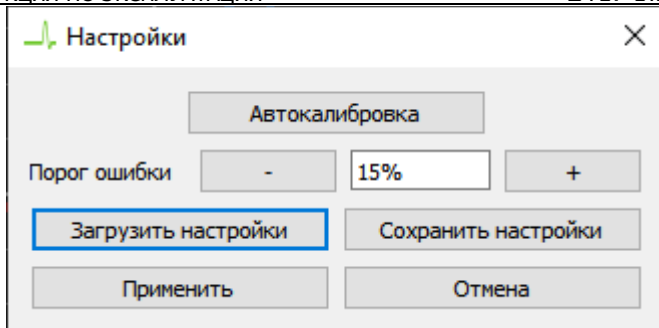 Настройки
Автокалибровка
Порог ошибки - 15% +
Загрузить настройки Сохранить настройки
Применить Отмена